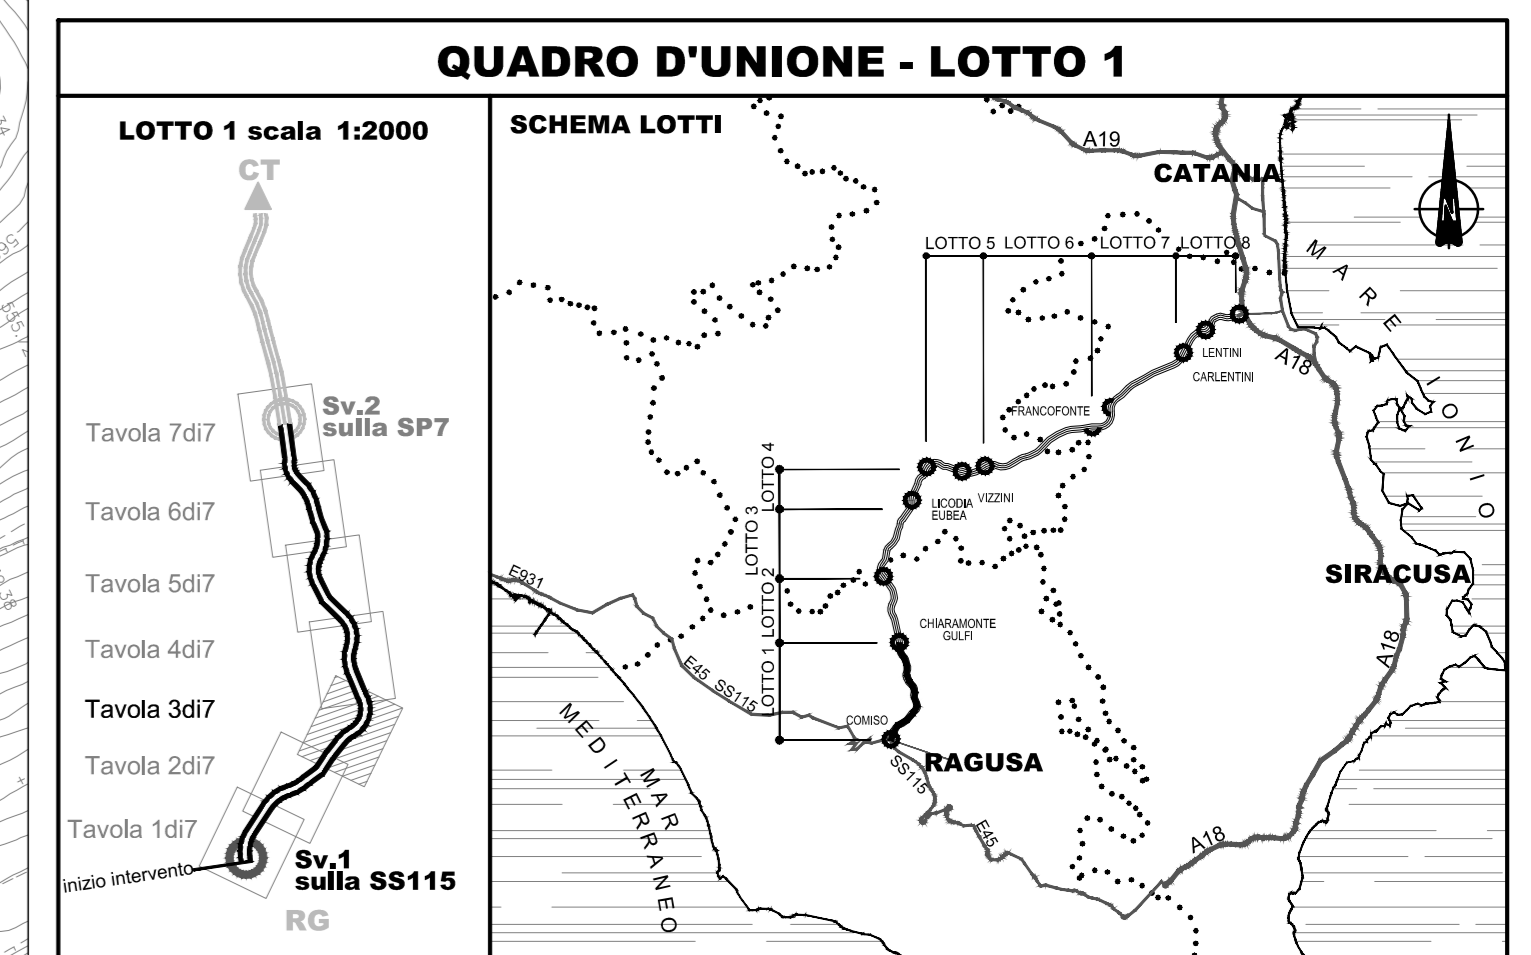 QUADRO D'UNIONE - LOTTO 1
LOTTO 1 scala 1:2000
CT
Sv.2
sulla SP7
Tavola 7di7
Tavola 6di7
Tavola 5di7
Tavola 4di7
Tavola 3di7
Tavola 2di7
Tavola 1di7
inizio intervento
Sv.1
sulla SS115
RG
SCHEMA LOTTI
A19
CATANIA
N
LOTTO 5
LOTTO 6
LOTTO 7
LOTTO 8
MARE IONIO
LENTINI
CARLENTINI
A18
FRANCOFONTE
LOTTO 4
LOTTO 3
LOTTO 2
LOTTO 1
LICODIA
EUBEA
VIZZINI
E931
SIRACUSA
CHIARAMONTE
GULFI
A18
E45 SS115
COMISO
RAGUSA
SS115
MAR
MEDITERRANEO
E45
A18